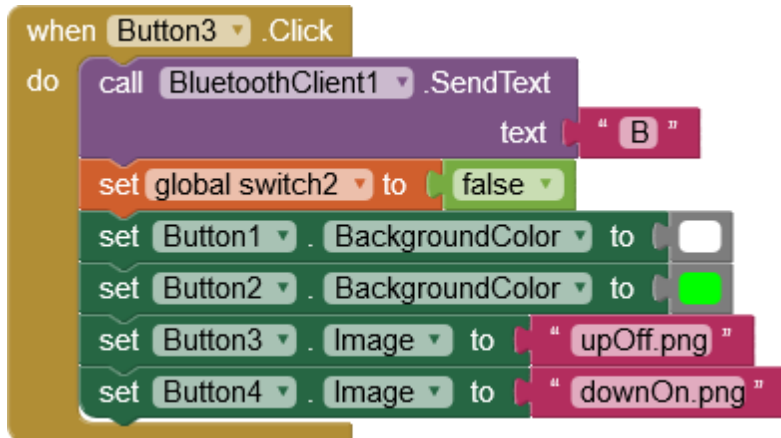 when Button3 .Click
do call BluetoothClient1 .SendText
text " B "
set global switch2 to false
set Button1 . BackgroundColor to
set Button2 . BackgroundColor to
set Button3 . Image to " upOff.png "
set Button4 . Image to " downOn.png "